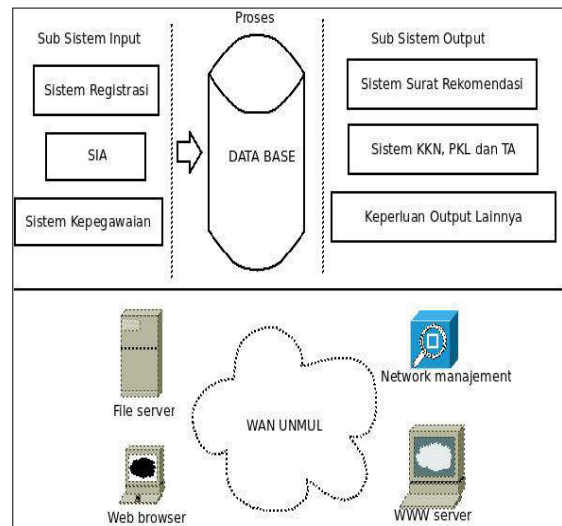 Proses
Sub Sistem Input
Sub Sistem Output
Sistem Registrasi
Sistem Surat Rekomendasi
SIA
DATA BASE
Sistem KKN, PKL dan TA
Sistem Kepegawaian
Keperluan Output Lainnya
File server
Network manajement
WAN UNMUL
Web browser
WWW server